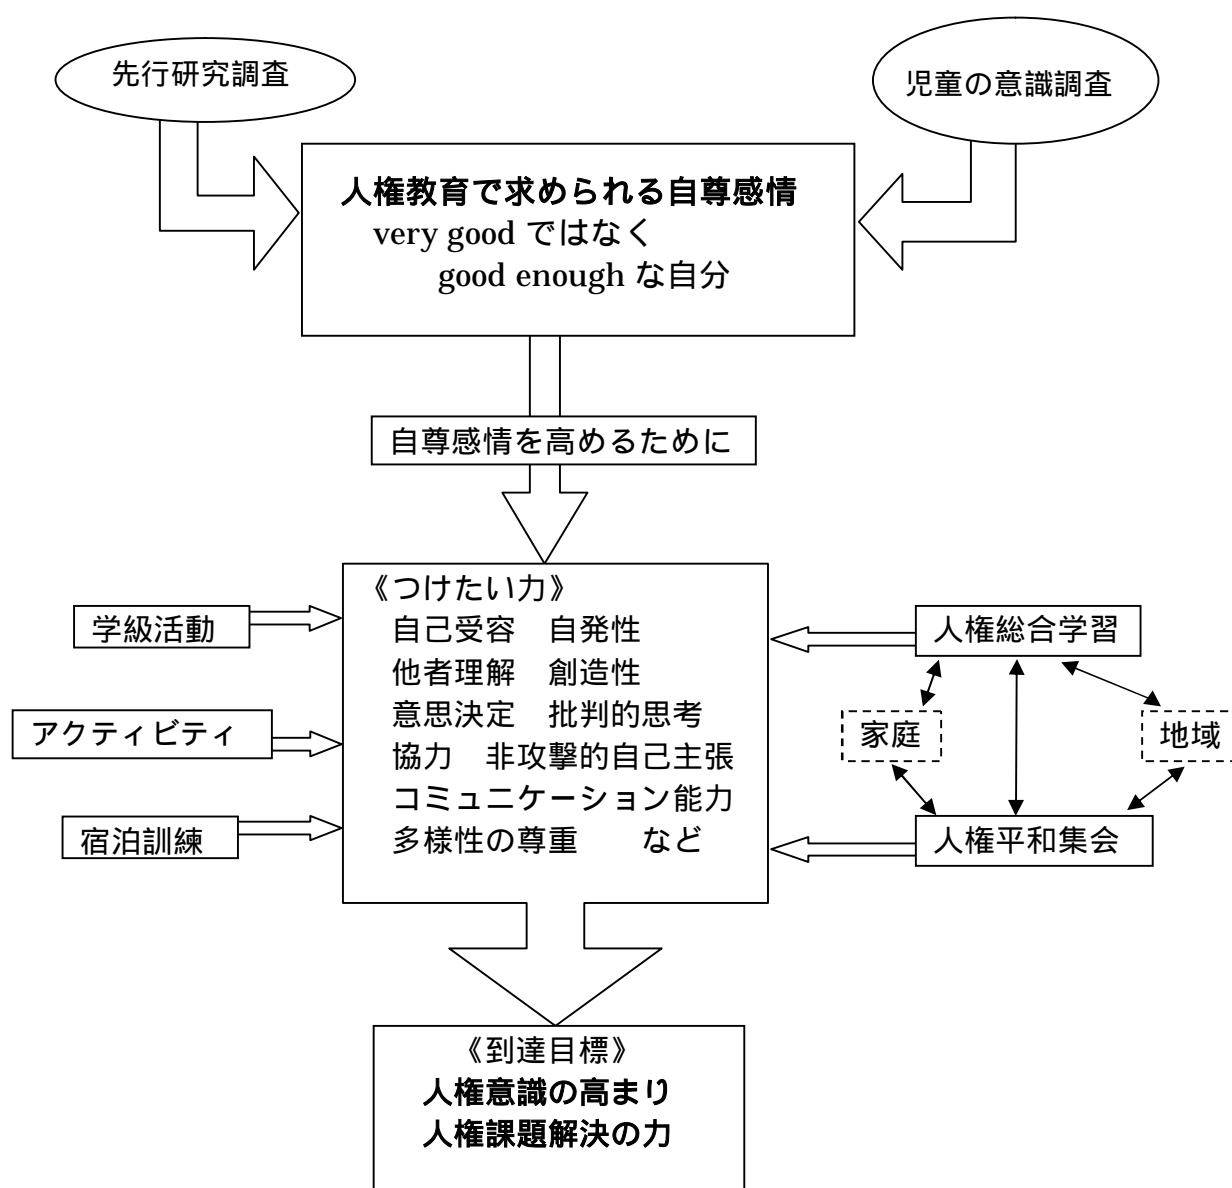 先行研究調査
児童の意識調査
人権教育で求められる自尊感情
very good ではなく
good enough な自分
自尊感情を高めるために
《つけたい力》
自己受容　自発性
他者理解　創造性
意思決定　批判的思考
協力　非攻撃的自己主張
コミュニケーション能力
多様性の尊重　　など
学級活動
アクティビティ
宿泊訓練
人権総合学習
家庭
地域
人権平和集会
《到達目標》
人権意識の高まり
人権課題解決の力